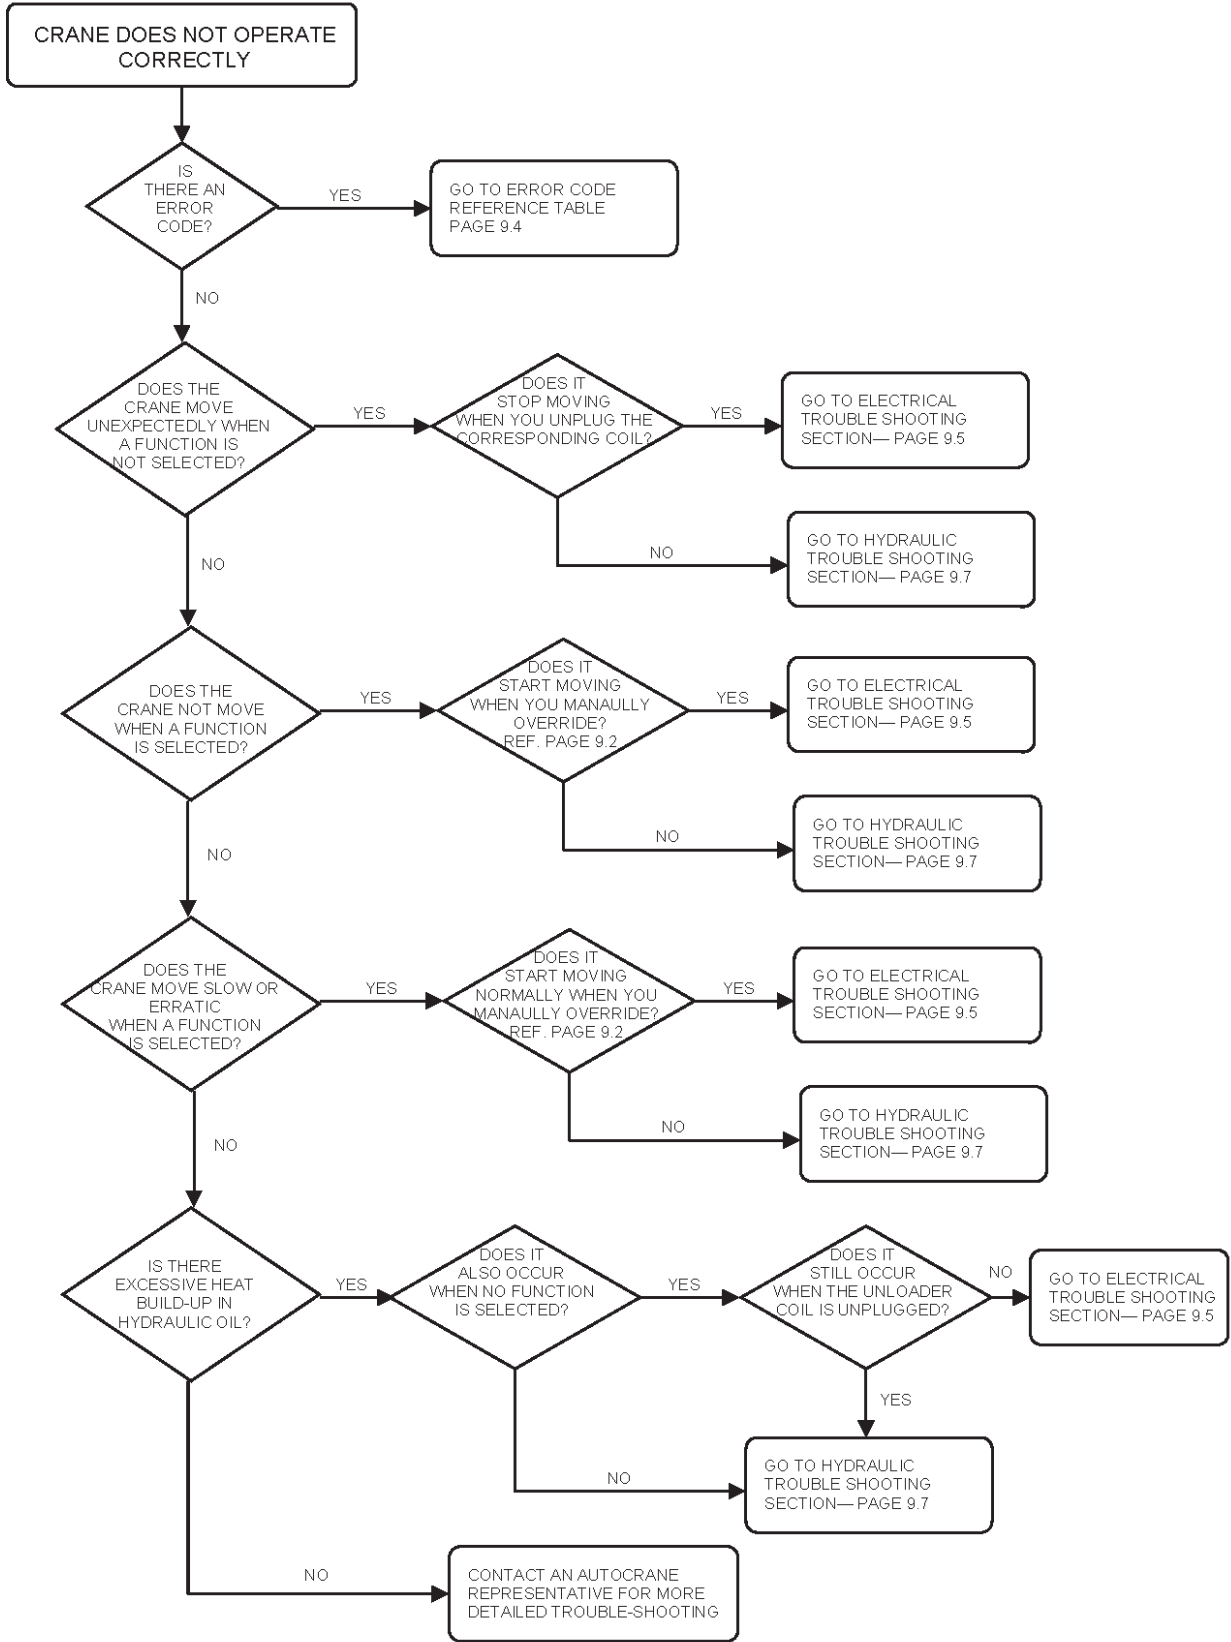 CRANE DOES NOT OPERATE
CORRECTLY
IS
THERE AN
ERROR
CODE?
YES
GO TO ERROR CODE
REFERENCE TABLE
PAGE 9.4
NO
DOES THE
CRANE MOVE
UNEXPECTEDLY WHEN
A FUNCTION IS
NOT SELECTED?
YES
DOES IT
STOP MOVING
WHEN YOU UNPLUG THE
CORRESPONDING COIL?
YES
GO TO ELECTRICAL
TROUBLE SHOOTING
SECTION— PAGE 9.5
NO
GO TO HYDRAULIC
TROUBLE SHOOTING
SECTION— PAGE 9.7
NO
DOES THE
CRANE NOT MOVE
WHEN A FUNCTION
IS SELECTED?
YES
DOES IT
START MOVING
WHEN YOU MANAULLY
OVERRIDE?
REF. PAGE 9.2
YES
GO TO ELECTRICAL
TROUBLE SHOOTING
SECTION— PAGE 9.5
NO
GO TO HYDRAULIC
TROUBLE SHOOTING
SECTION— PAGE 9.7
NO
DOES THE
CRANE MOVE SLOW OR
ERRATIC
WHEN A FUNCTION
IS SELECTED?
YES
DOES IT
START MOVING
NORMALLY WHEN YOU
MANAULLY OVERRIDE?
REF. PAGE 9.2
YES
GO TO ELECTRICAL
TROUBLE SHOOTING
SECTION— PAGE 9.5
NO
GO TO HYDRAULIC
TROUBLE SHOOTING
SECTION— PAGE 9.7
NO
IS THERE
EXCESSIVE HEAT
BUILD-UP IN
HYDRAULIC OIL?
YES
DOES IT
ALSO OCCUR
WHEN NO FUNCTION
IS SELECTED?
YES
DOES IT
STILL OCCUR
WHEN THE UNLOADER
COIL IS UNPLUGGED?
NO
GO TO ELECTRICAL
TROUBLE SHOOTING
SECTION— PAGE 9.5
YES
NO
GO TO HYDRAULIC
TROUBLE SHOOTING
SECTION— PAGE 9.7
NO
CONTACT AN AUTOCRANE
REPRESENTATIVE FOR MORE
DETAILED TROUBLE-SHOOTING